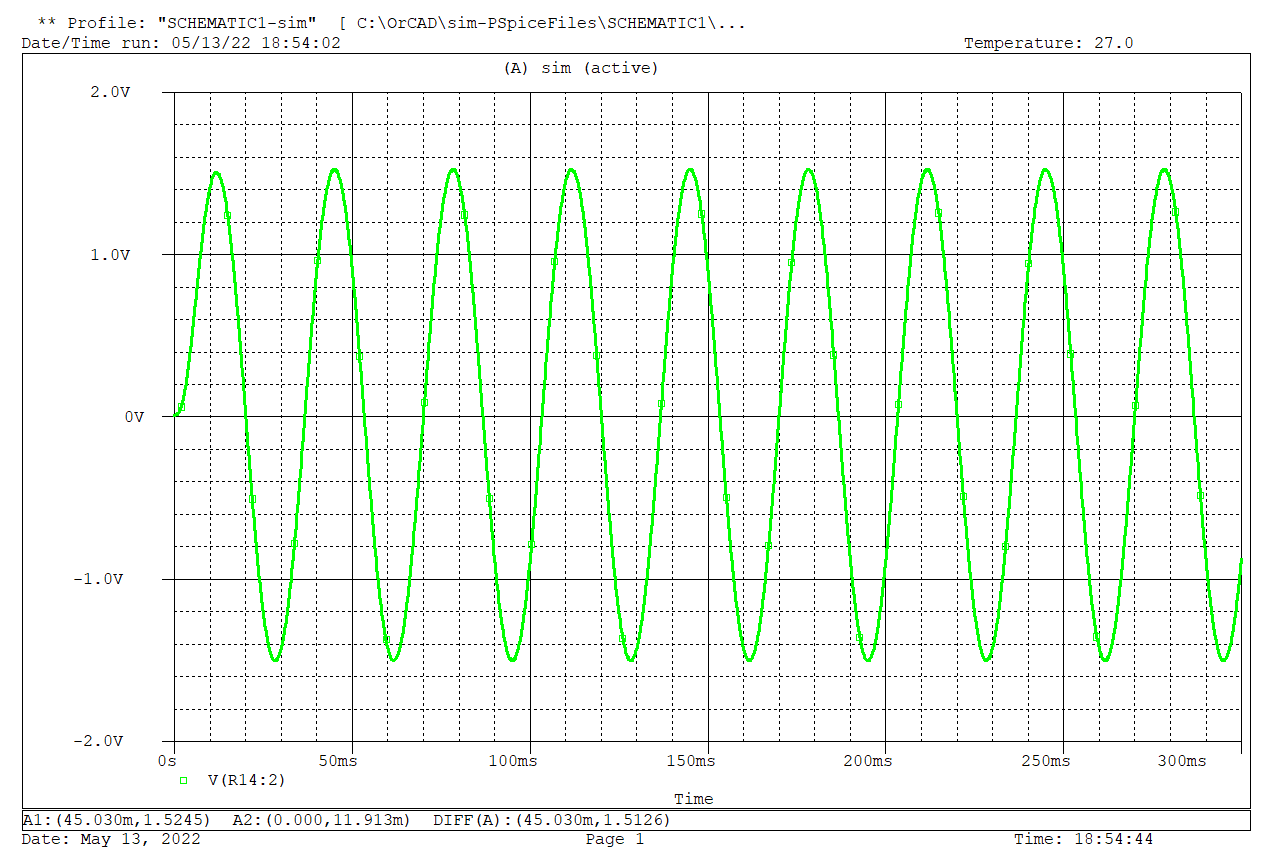 ** Profile: "SCHEMATIC1-sim"  [ C:\OrCAD\sim-PSpiceFiles\SCHEMATIC1\...
Date/Time run: 05/13/22 18:54:02 Temperature: 27.0
(A) sim (active)
2.0V
1.0V
0V
-1.0V
-2.0V
0s 50ms 100ms 150ms 200ms 250ms 300ms
V(R14:2)
Time
A1:(45.030m,1.5245)  A2:(0.000,11.913m)  DIFF(A):(45.030m,1.5126)
Date: May 13, 2022 Page 1 Time: 18:54:44